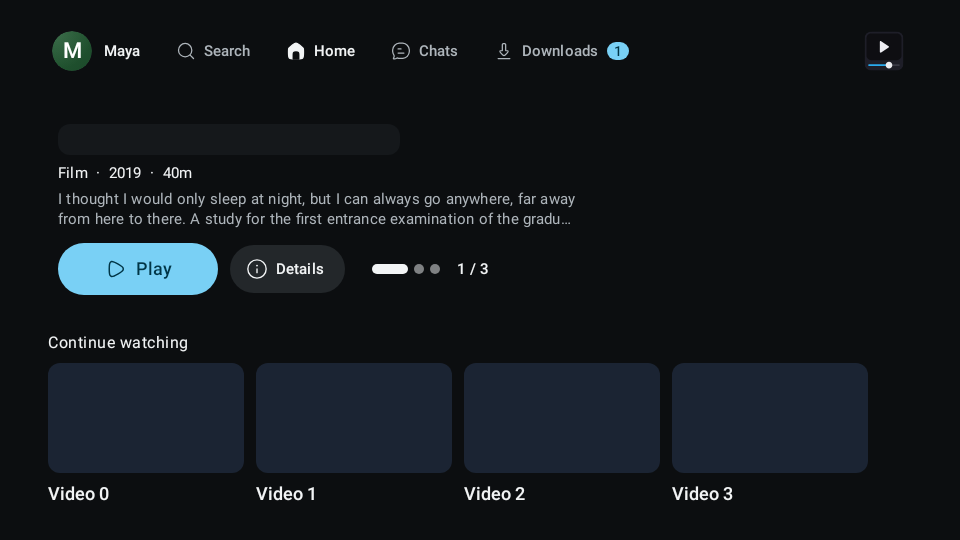 M Maya Search Home Chats Downloads 1
Film · 2019 · 40m
I thought I would only sleep at night, but I can always go anywhere, far away
from here to there. A study for the first entrance examination of the gradu…
Play Details 1 / 3
Continue watching
Video 0 Video 1 Video 2 Video 3